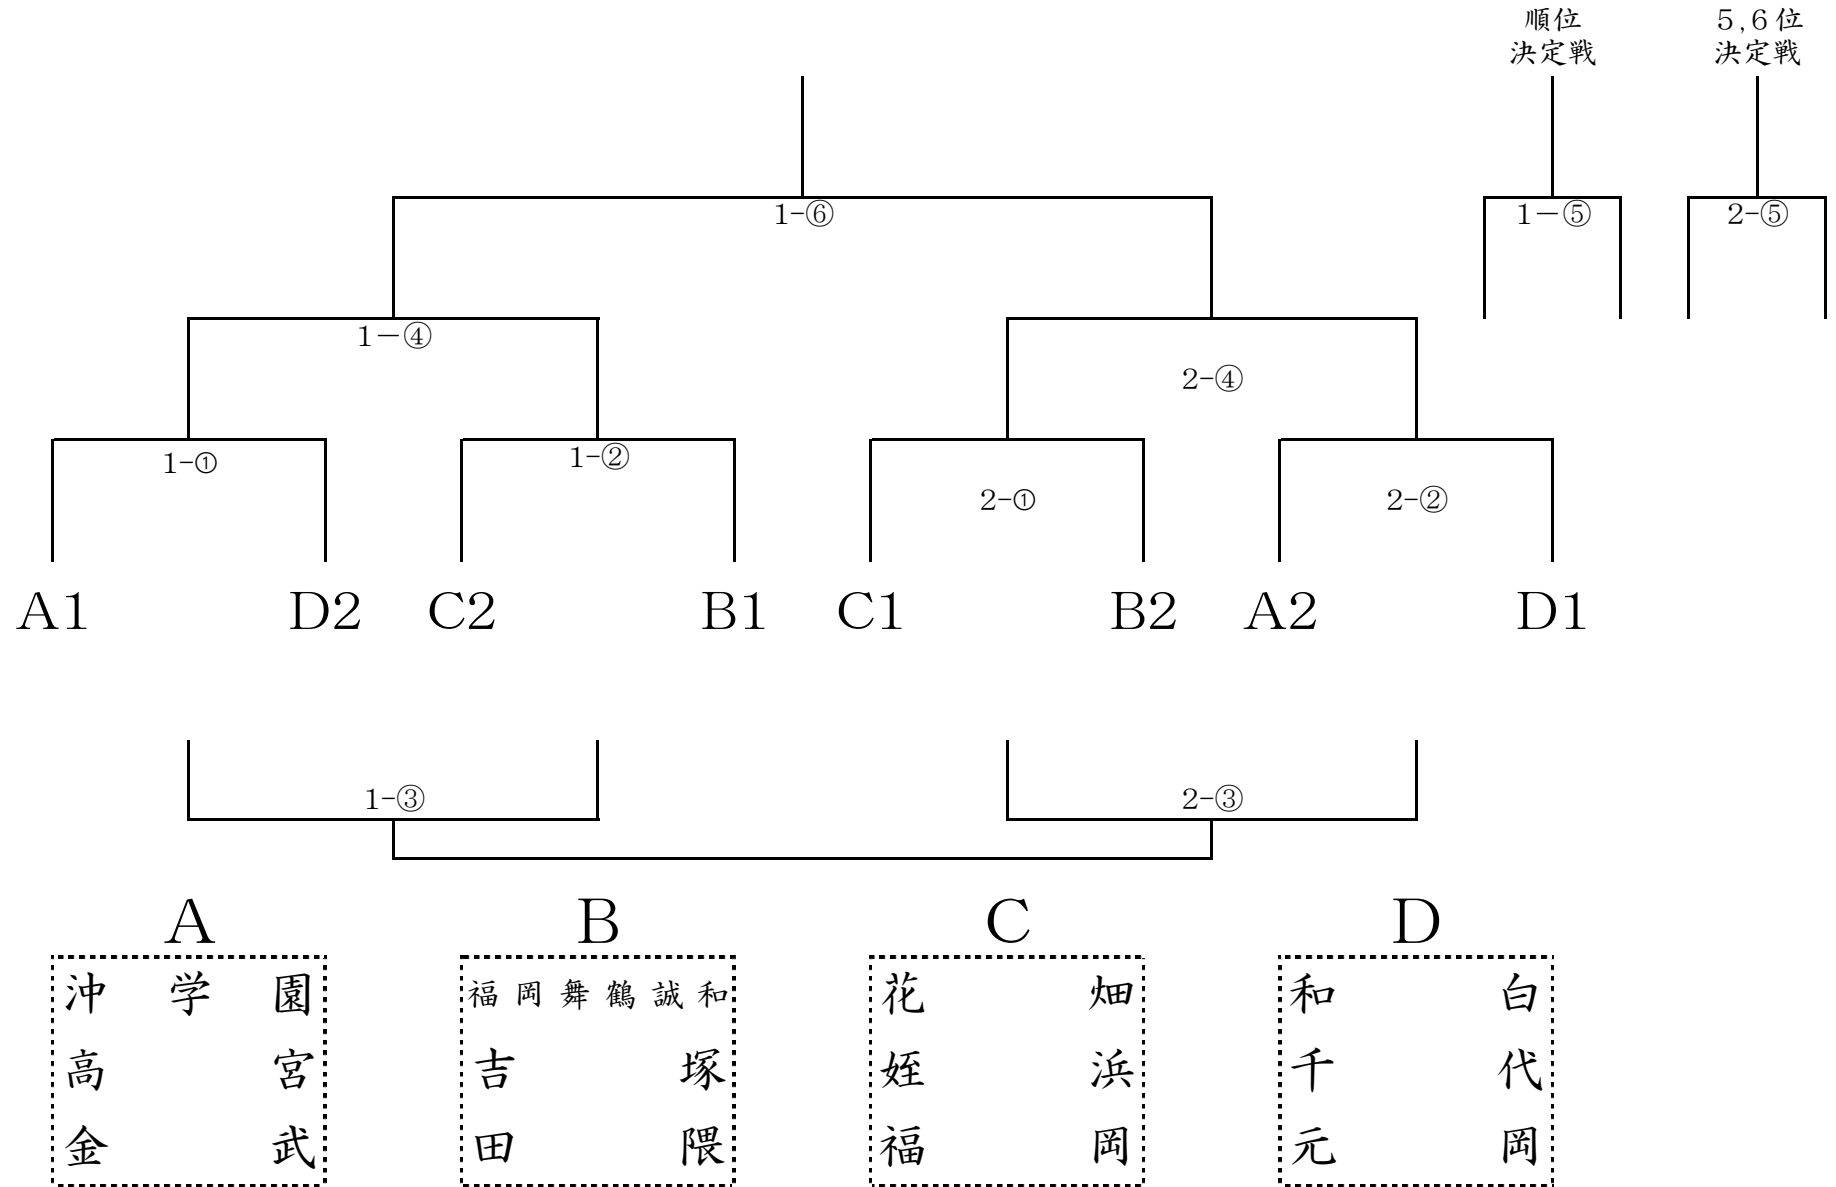 順位 5,6位
決定戦 決定戦
1-⑥ 1－⑤ 2-⑤
1－④
2-④
1-① 1-②
2-① 2-②
A1 D2 C2 B1 C1 B2 A2 D1
1-③ 2-③
A B C D
沖学園 福岡舞鶴誠和 花畑 和白
高宮 吉塚 姪浜 千代
金武 田隈 福岡 元岡